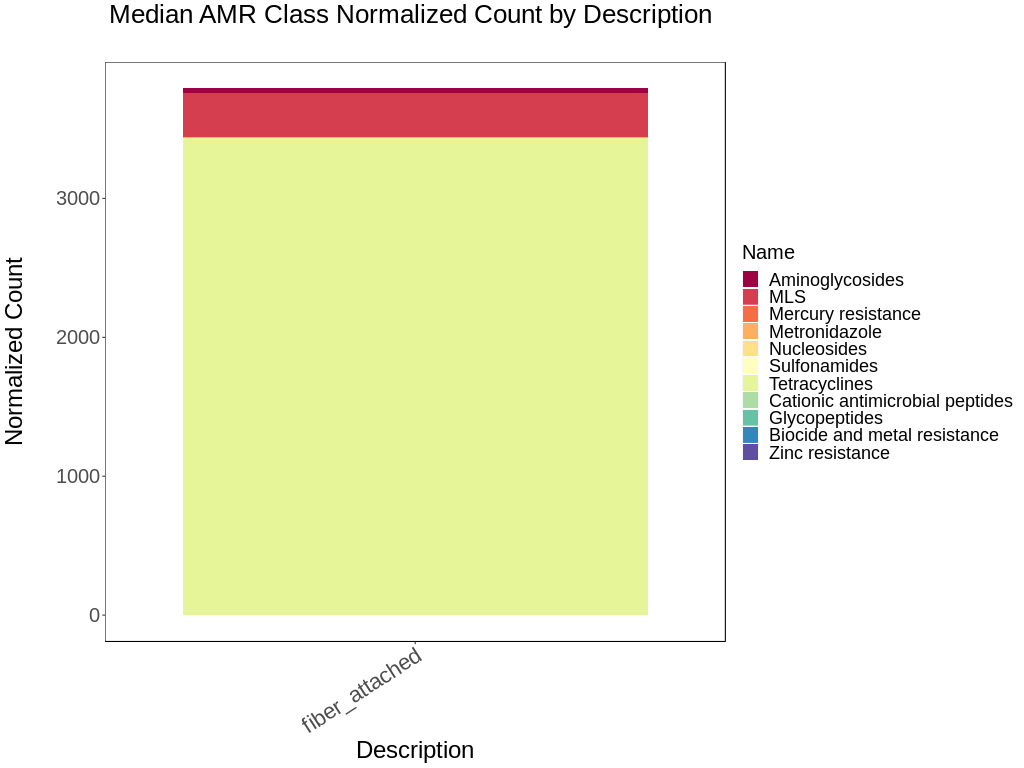 Median AMR Class Normalized Count by Description
Normalized Count
3000
2000
1000
0
fiber_attached
Description
Name
Aminoglycosides
MLS
Mercury resistance
Metronidazole
Nucleosides
Sulfonamides
Tetracyclines
Cationic antimicrobial peptides
Glycopeptides
Biocide and metal resistance
Zinc resistance